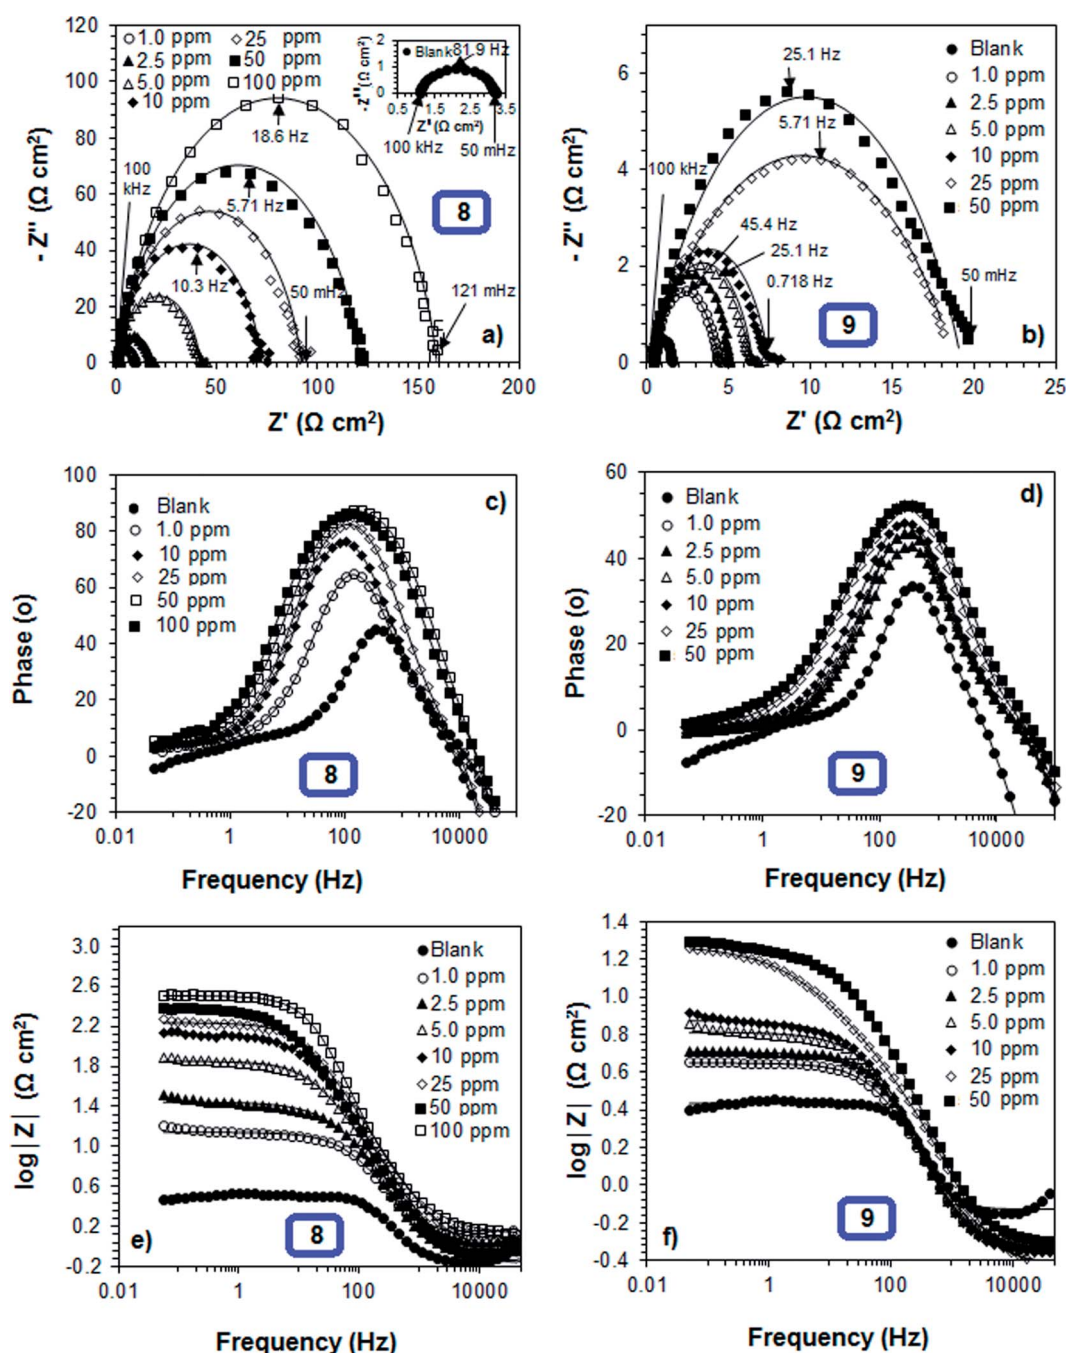 120
100
80
60
40
20
0
- Z'' (Ω cm2)
1.0 ppm
2.5 ppm
5.0 ppm
10 ppm
25 ppm
50 ppm
100 ppm
2
1
0
-Z''(Ω cm2)
Blank
81.9 Hz
0.5
1.5
2.5
3.5
Z' (Ω cm2)
100 kHz
50 mHz
100 kHz
18.6 Hz
5.71 Hz
10.3 Hz
50 mHz
121 mHz
8
a)
0 50 100 150 200
Z' (Ω cm2)
6
4
2
0
- Z'' (Ω cm2)
25.1 Hz
5.71 Hz
100 kHz
45.4 Hz
25.1 Hz
0.718 Hz
50 mHz
Blank
1.0 ppm
2.5 ppm
5.0 ppm
10 ppm
25 ppm
50 ppm
9
b)
0 5 10 15 20 25
Z' (Ω cm2)
100
80
60
40
20
0
-20
Phase (o)
Blank
1.0 ppm
10 ppm
25 ppm
50 ppm
100 ppm
c)
8
0.01 1 100 10000
Frequency (Hz)
60
40
20
0
-20
Phase (o)
Blank
1.0 ppm
2.5 ppm
5.0 ppm
10 ppm
25 ppm
50 ppm
d)
9
0.01 1 100 10000
Frequency (Hz)
3.0
2.6
2.2
1.8
1.4
1.0
0.6
0.2
-0.2
log|Z| (Ω cm2)
Blank
1.0 ppm
2.5 ppm
5.0 ppm
10 ppm
25 ppm
50 ppm
100 ppm
e)
8
0.01 1 100 10000
Frequency (Hz)
1.4
1.2
1.0
0.8
0.6
0.4
0.2
0.0
-0.2
-0.4
log|Z| (Ω cm2)
Blank
1.0 ppm
2.5 ppm
5.0 ppm
10 ppm
25 ppm
50 ppm
f)
9
0.01 1 100 10000
Frequency (Hz)